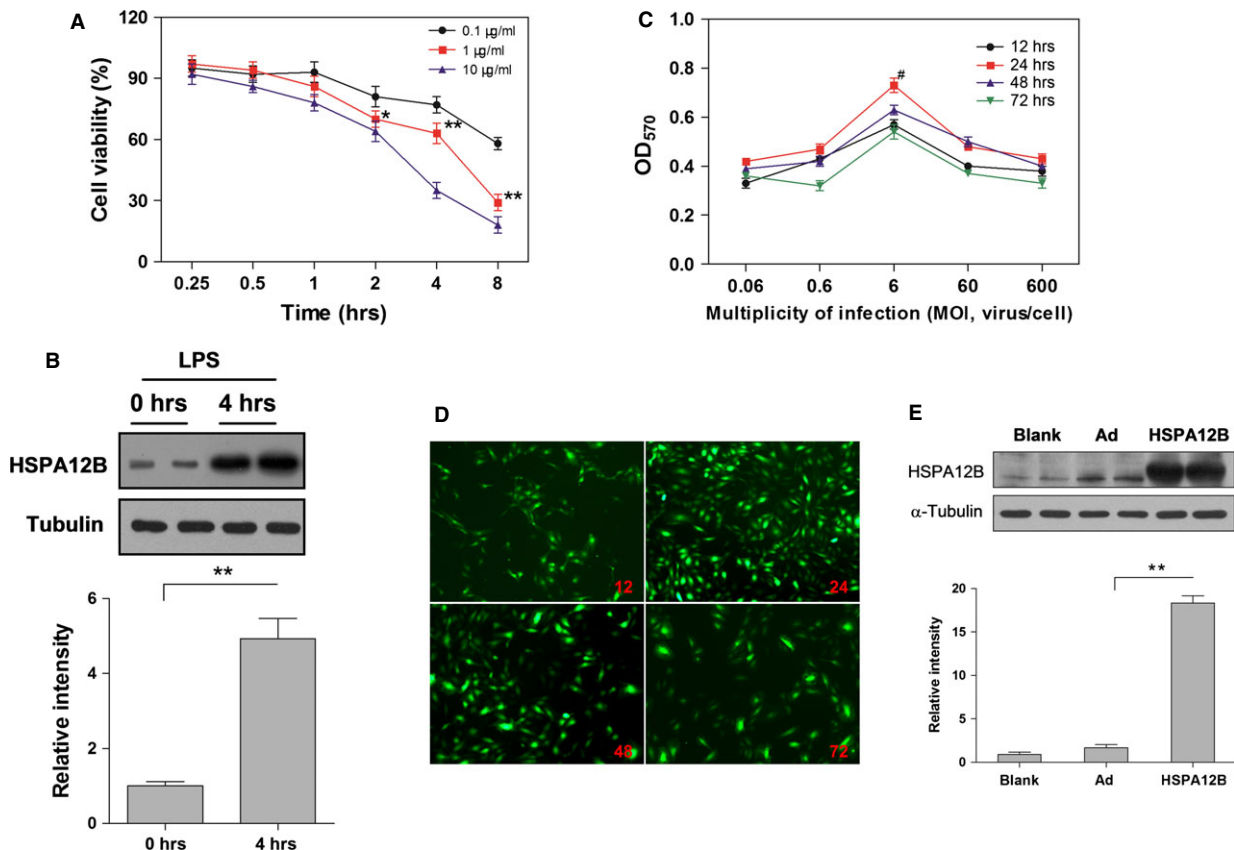 A
120
90
60
30
0
Cell viability (%)
0.1 µg/ml
1 µg/ml
10 µg/ml
*
**
**
0.25 0.5 1 2 4 8
Time (hrs)
C
1.0
0.8
0.6
0.4
0.2
0.0
OD570
12 hrs
24 hrs
48 hrs
72 hrs
#
0.06 0.6 6 60 600
Multiplicity of infection (MOI, virus/cell)
B
LPS
0 hrs 4 hrs
HSPA12B
Tubulin
**
6
4
2
0
Relative intensity
0 hrs 4 hrs
D
12
24
48
72
E
Blank Ad HSPA12B
HSPA12B
α-Tubulin
**
20
15
10
5
0
Relative intensity
Blank Ad HSPA12B